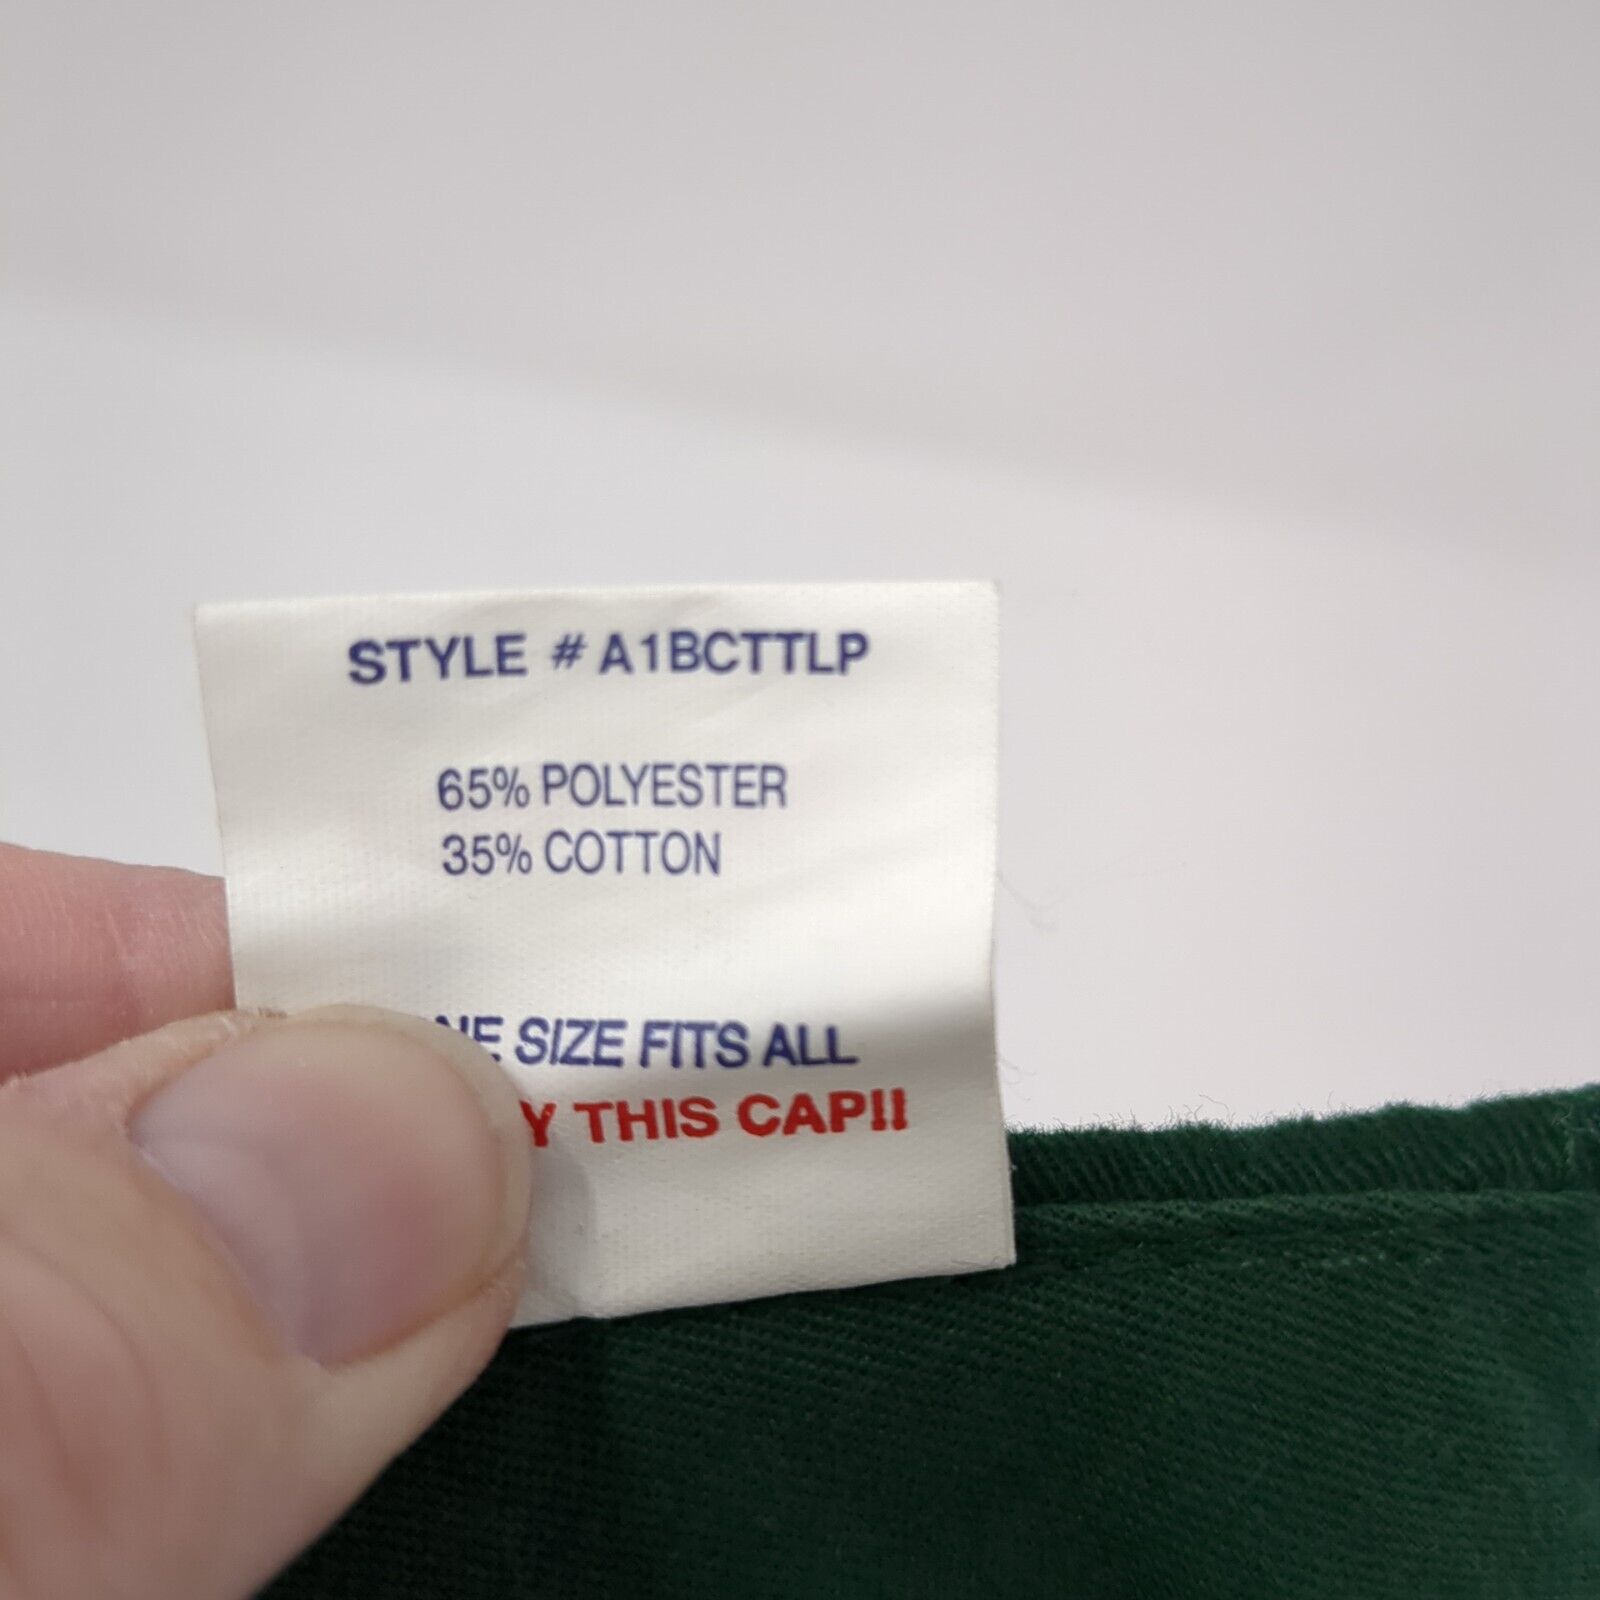 STYLE # A1BCTTLP
65% POLYESTER
35% COTTON
SIZE FITS ALL
THIS CAP!!